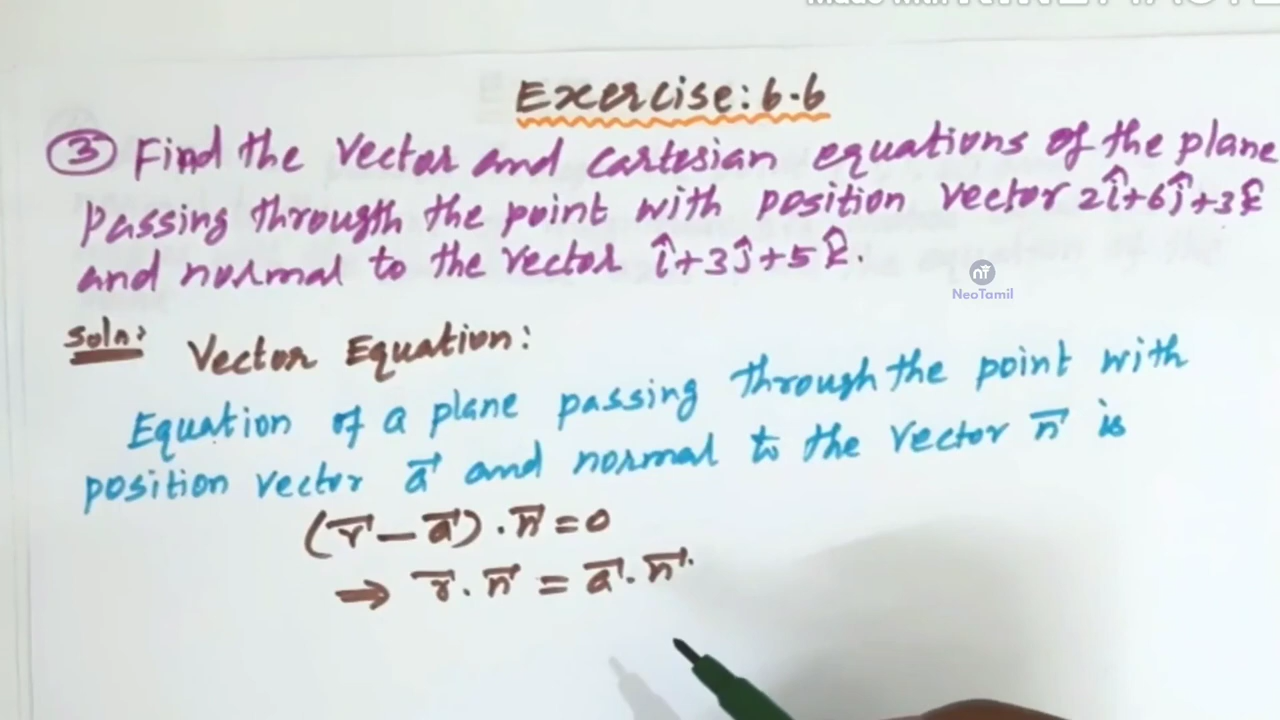 Exercise: 6.6
③ Find the vector and cartesian equations of the plane
passing through the point with position vector 2î+6ĵ+3k̂
and normal to the vector î+3ĵ+5k̂.
NeoTamil
Soln: Vector Equation:
Equation of a plane passing through the point with
position vector a⃗ and normal to the vector n⃗ is
(r⃗ − a⃗) . n⃗ = 0
⇒ r⃗ . n⃗ = a⃗ . n⃗.